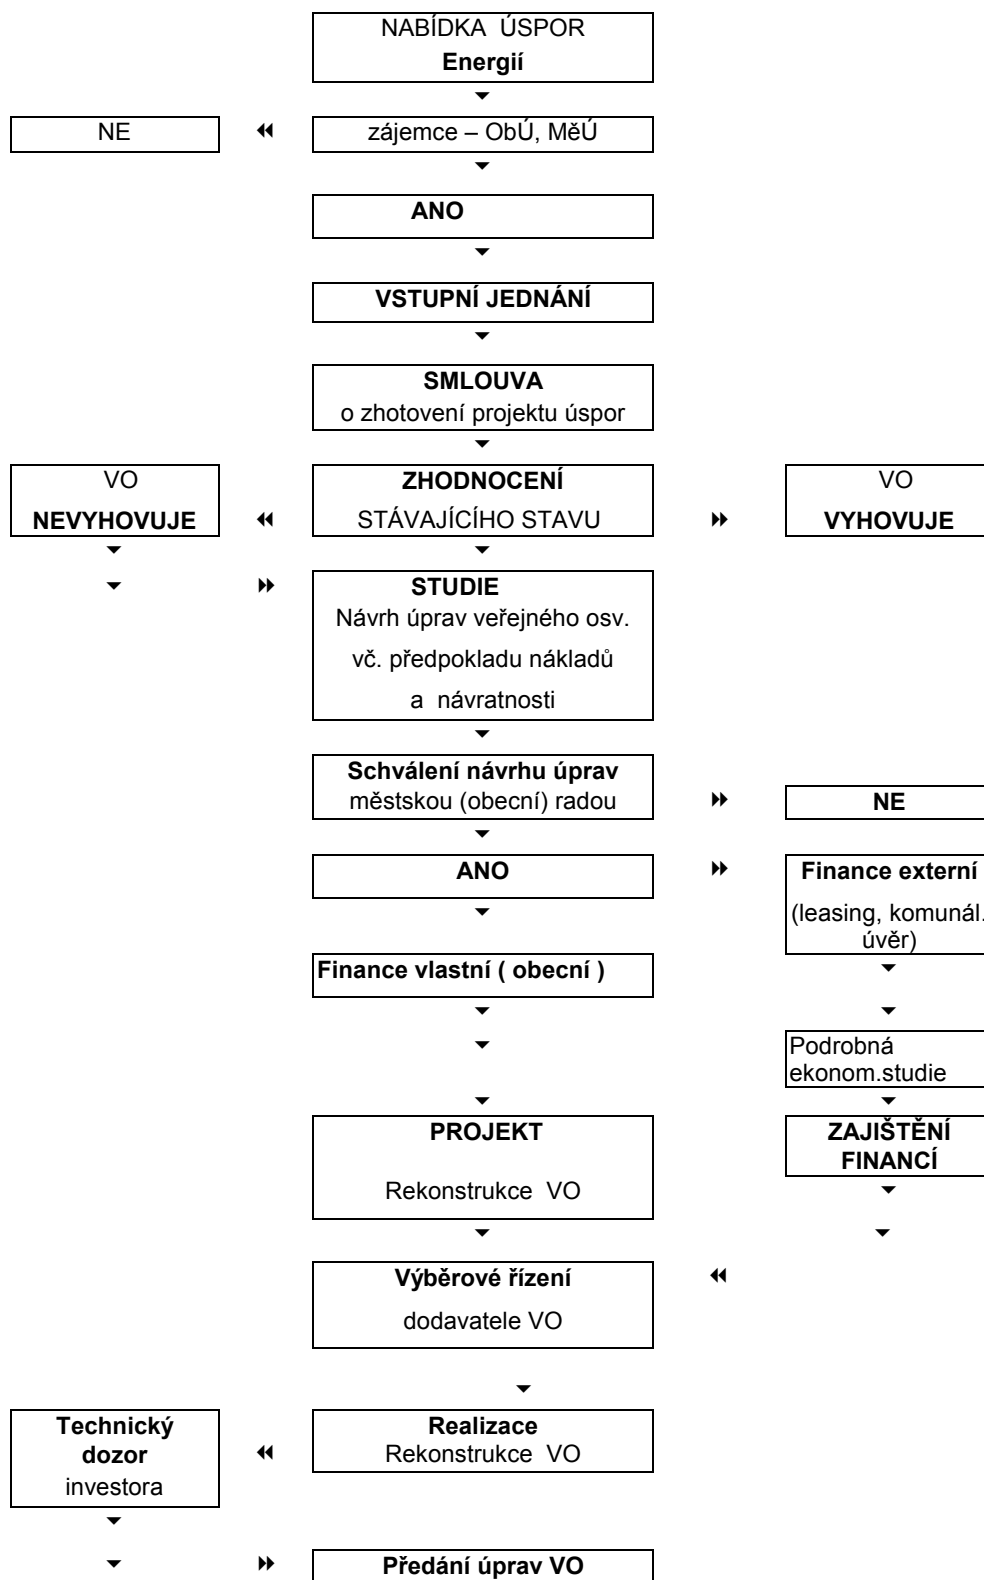 NABÍDKA ÚSPOR
Energií
NE
zájemce – ObÚ, MěÚ
ANO
VSTUPNÍ JEDNÁNÍ
SMLOUVA
o zhotovení projektu úspor
VO
NEVYHOVUJE
ZHODNOCENÍ
STÁVAJÍCÍHO STAVU
VO
VYHOVUJE
STUDIE
Návrh úprav veřejného osv.
vč. předpokladu nákladů
a návratnosti
Schválení návrhu úprav
městskou (obecní) radou
NE
ANO
Finance externí
(leasing, komunál.
úvěr)
Finance vlastní ( obecní )
Podrobná
ekonom.studie
PROJEKT
Rekonstrukce VO
ZAJIŠTĚNÍ
FINANCÍ
Výběrové řízení
dodavatele VO
Technický
dozor
investora
Realizace
Rekonstrukce VO
Předání úprav VO